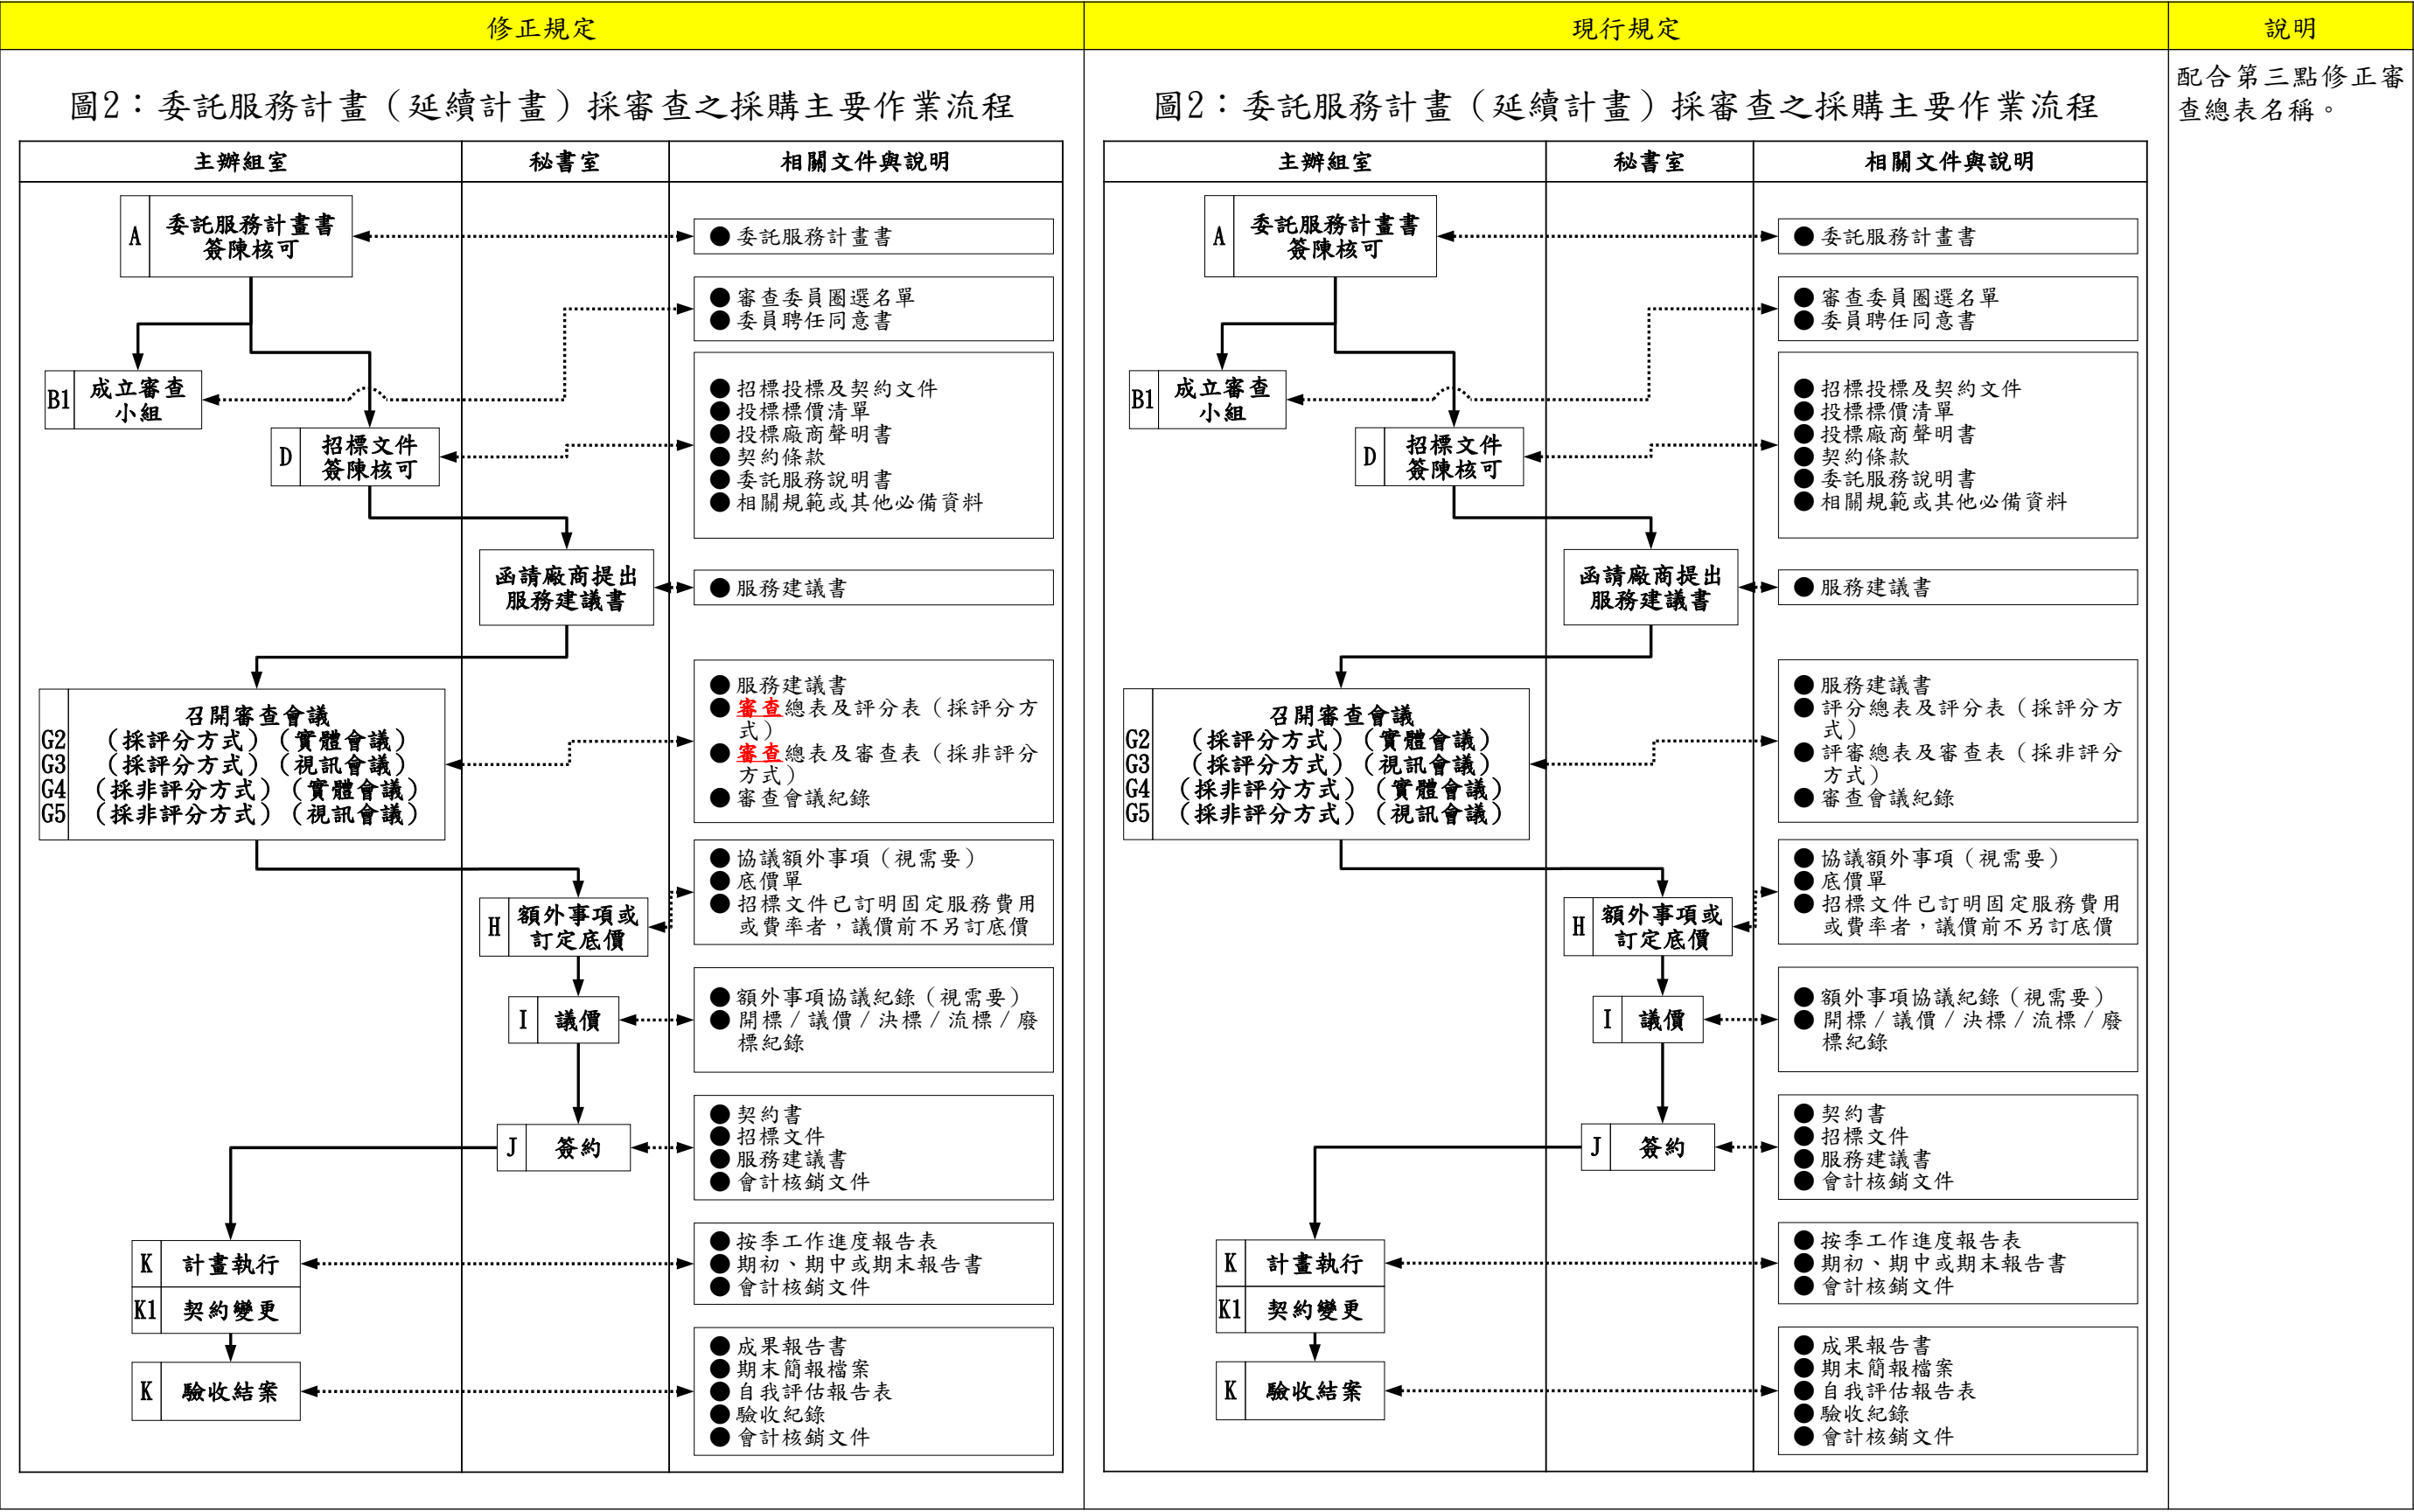 修正規定
現行規定
說明
圖2：委託服務計畫（延續計畫）採審查之採購主要作業流程
主辦組室
秘書室
相關文件與說明
A
委託服務計畫書
簽陳核可
●委託服務計畫書
●審查委員圈選名單
●委員聘任同意書
B1
成立審查
小組
●招標投標及契約文件
●投標標價清單
●投標廠商聲明書
●契約條款
●委託服務說明書
●相關規範或其他必備資料
D
招標文件
簽陳核可
函請廠商提出
服務建議書
●服務建議書
召開審查會議
G2 （採評分方式）（實體會議）
G3 （採評分方式）（視訊會議）
G4 （採非評分方式）（實體會議）
G5 （採非評分方式）（視訊會議）
●服務建議書
●審查總表及評分表（採評分方
式）
●審查總表及審查表（採非評分
方式）
●審查會議紀錄
H
額外事項或
訂定底價
●協議額外事項（視需要）
●底價單
●招標文件已訂明固定服務費用
或費率者，議價前不另訂底價
I
議價
●額外事項協議紀錄（視需要）
●開標/議價/決標/流標/廢
標紀錄
J
簽約
●契約書
●招標文件
●服務建議書
●會計核銷文件
K
計畫執行
K1
契約變更
●按季工作進度報告表
●期初、期中或期末報告書
●會計核銷文件
K
驗收結案
●成果報告書
●期末簡報檔案
●自我評估報告表
●驗收紀錄
●會計核銷文件
圖2：委託服務計畫（延續計畫）採審查之採購主要作業流程
主辦組室
秘書室
相關文件與說明
A
委託服務計畫書
簽陳核可
●委託服務計畫書
●審查委員圈選名單
●委員聘任同意書
B1
成立審查
小組
●招標投標及契約文件
●投標標價清單
●投標廠商聲明書
●契約條款
●委託服務說明書
●相關規範或其他必備資料
D
招標文件
簽陳核可
函請廠商提出
服務建議書
●服務建議書
召開審查會議
G2 （採評分方式）（實體會議）
G3 （採評分方式）（視訊會議）
G4 （採非評分方式）（實體會議）
G5 （採非評分方式）（視訊會議）
●服務建議書
●評分總表及評分表（採評分方
式）
●評審總表及審查表（採非評分
方式）
●審查會議紀錄
H
額外事項或
訂定底價
●協議額外事項（視需要）
●底價單
●招標文件已訂明固定服務費用
或費率者，議價前不另訂底價
I
議價
●額外事項協議紀錄（視需要）
●開標/議價/決標/流標/廢
標紀錄
J
簽約
●契約書
●招標文件
●服務建議書
●會計核銷文件
K
計畫執行
K1
契約變更
●按季工作進度報告表
●期初、期中或期末報告書
●會計核銷文件
K
驗收結案
●成果報告書
●期末簡報檔案
●自我評估報告表
●驗收紀錄
●會計核銷文件
配合第三點修正審
查總表名稱。